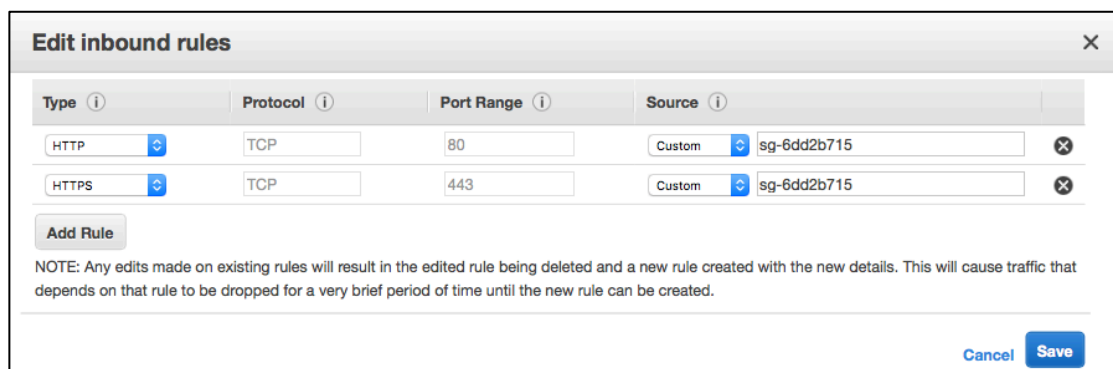 Edit inbound rules
Type Protocol Port Range Source
HTTP TCP 80 Custom sg-6dd2b715
HTTPS TCP 443 Custom sg-6dd2b715
Add Rule
NOTE: Any edits made on existing rules will result in the edited rule being deleted and a new rule created with the new details. This will cause traffic that
depends on that rule to be dropped for a very brief period of time until the new rule can be created.
Cancel Save